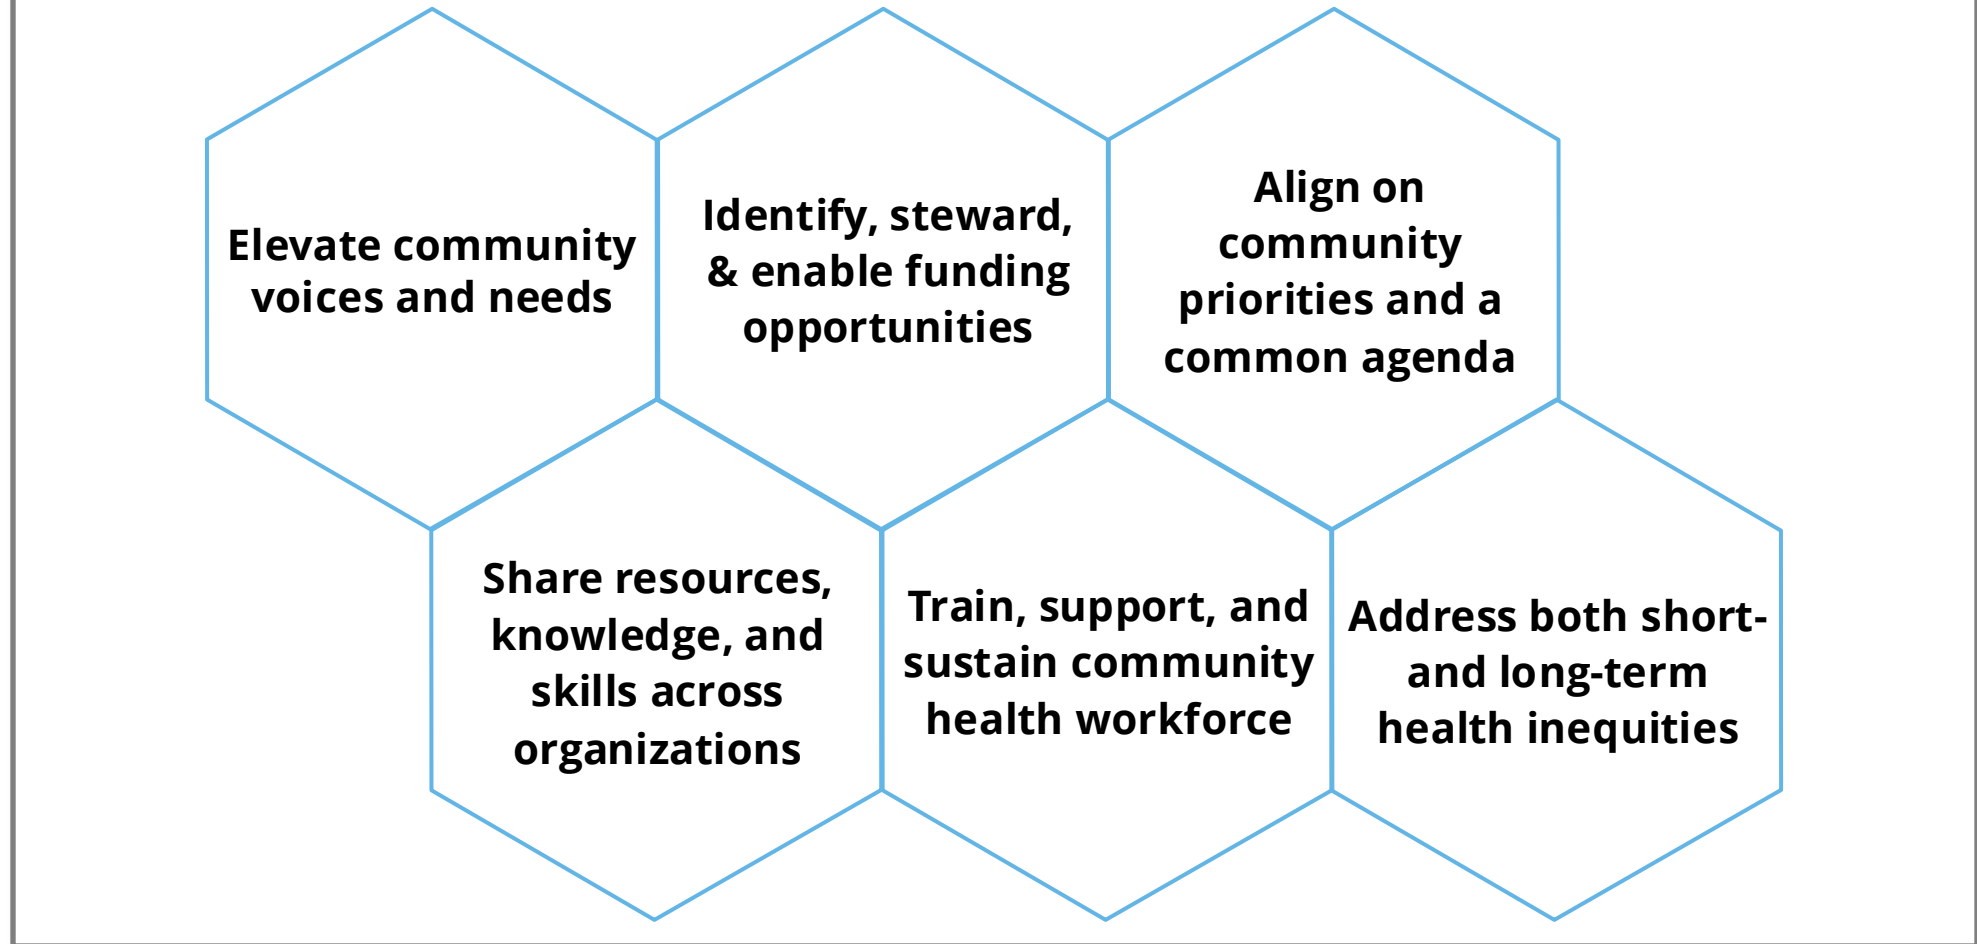 Elevate community
voices and needs
Identify, steward,
& enable funding
opportunities
Align on
community
priorities and a
common agenda
Share resources,
knowledge, and
skills across
organizations
Train, support, and
sustain community
health workforce
Address both short-
and long-term
health inequities